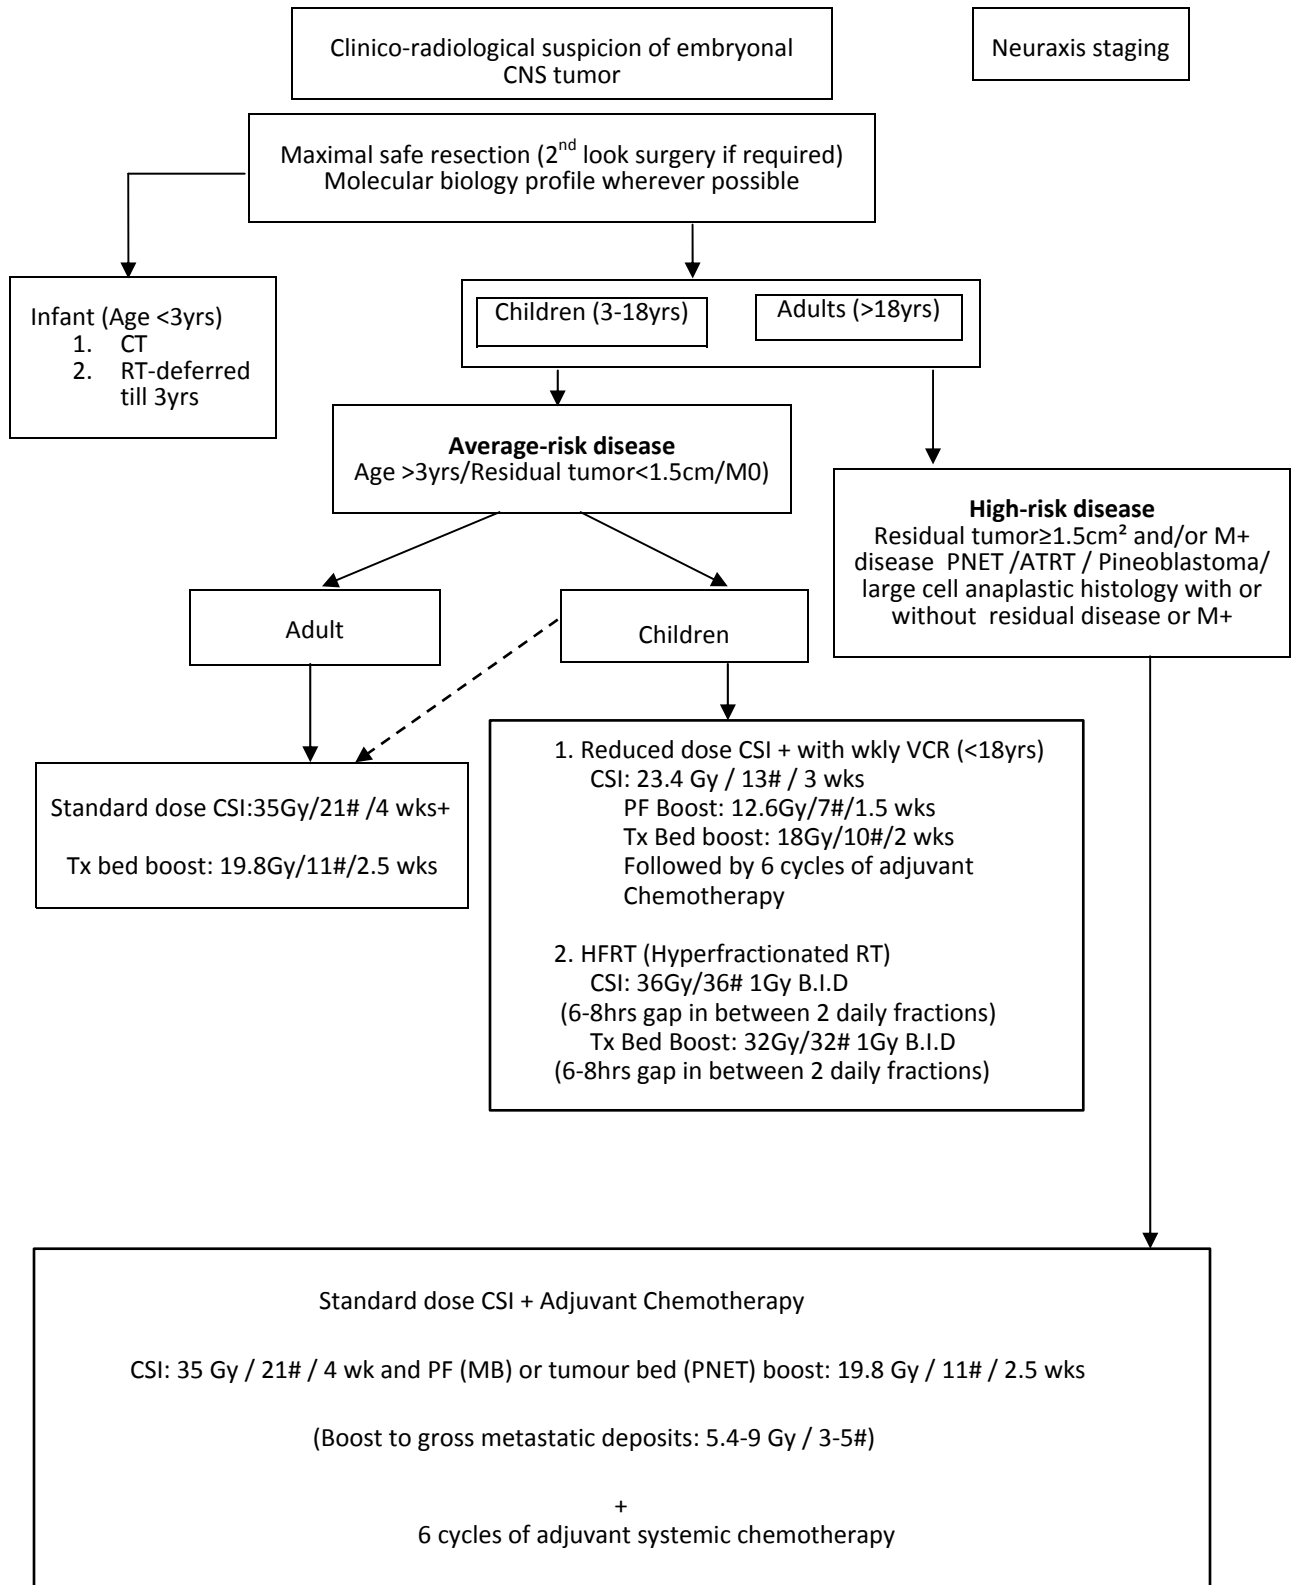 Clinico-radiological suspicion of embryonal
CNS tumor
Neuraxis staging
Maximal safe resection (2nd look surgery if required)
Molecular biology profile wherever possible
Infant (Age <3yrs)
1. CT
2. RT-deferred
till 3yrs
Children (3-18yrs)
Adults (>18yrs)
Average-risk disease
Age >3yrs/Residual tumor<1.5cm/M0)
High-risk disease
Residual tumor≥1.5cm² and/or M+
disease PNET /ATRT / Pineoblastoma/
large cell anaplastic histology with or
without residual disease or M+
Adult
Children
Standard dose CSI:35Gy/21# /4 wks+
Tx bed boost: 19.8Gy/11#/2.5 wks
1. Reduced dose CSI + with wkly VCR (<18yrs)
CSI: 23.4 Gy / 13# / 3 wks
PF Boost: 12.6Gy/7#/1.5 wks
Tx Bed boost: 18Gy/10#/2 wks
Followed by 6 cycles of adjuvant
Chemotherapy
2. HFRT (Hyperfractionated RT)
CSI: 36Gy/36# 1Gy B.I.D
(6-8hrs gap in between 2 daily fractions)
Tx Bed Boost: 32Gy/32# 1Gy B.I.D
(6-8hrs gap in between 2 daily fractions)
Standard dose CSI + Adjuvant Chemotherapy
CSI: 35 Gy / 21# / 4 wk and PF (MB) or tumour bed (PNET) boost: 19.8 Gy / 11# / 2.5 wks
(Boost to gross metastatic deposits: 5.4-9 Gy / 3-5#)
+
6 cycles of adjuvant systemic chemotherapy